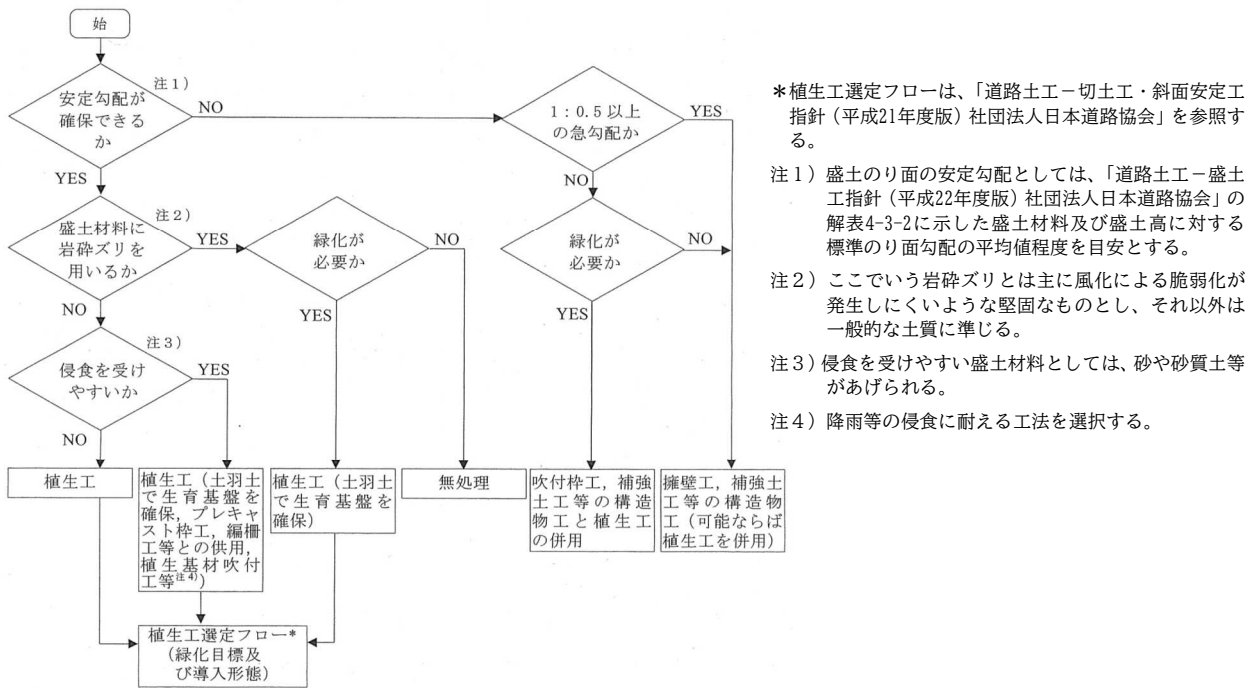 始
注1)
安定勾配が
確保できる
か
NO
YES
1:0.5以上
の急勾配か
YES
NO
注2)
盛土材料に
岩砕ズリを
用いるか
YES
NO
緑化が
必要か
NO
YES
緑化が
必要か
NO
YES
注3)
侵食を受け
やすいか
YES
NO
植生工
植生工(土羽土
で生育基盤を
確保,プレキャ
スト枠工,編柵
工等との供用,
植生基材吹付
工等注4))
植生工(土羽土
で生育基盤を
確保)
無処理
吹付枠工,補強
土工等の構造
物工と植生工
の併用
擁壁工,補強土
工等の構造物
工(可能ならば
植生工を併用)
植生工選定フロー*
(緑化目標及
び導入形態)
*植生工選定フローは、「道路土工-切土工・斜面安定工
指針(平成21年度版)社団法人日本道路協会」を参照す
る。
注1)盛土のり面の安定勾配としては、「道路土工-盛土
工指針(平成22年度版)社団法人日本道路協会」の
解表4-3-2に示した盛土材料及び盛土高に対する
標準のり面勾配の平均値程度を目安とする。
注2)ここでいう岩砕ズリとは主に風化による脆弱化が
発生しにくいような堅固なものとし、それ以外は
一般的な土質に準じる。
注3)侵食を受けやすい盛土材料としては、砂や砂質土等
があげられる。
注4)降雨等の侵食に耐える工法を選択する。